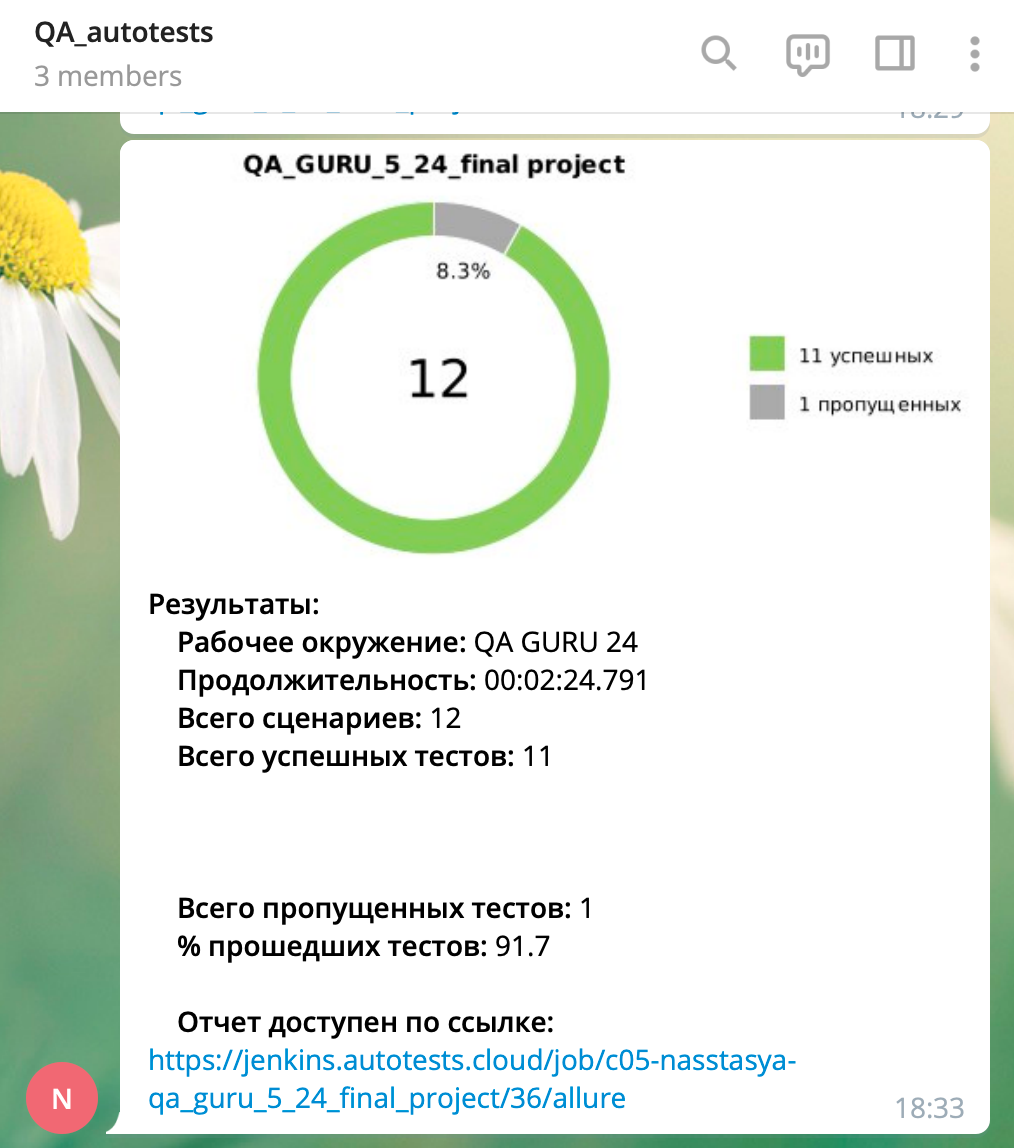 QA_autotests
3 members
QA_GURU_5_24_final project
8.3%
12
11 успешных
1 пропущенных
Результаты:
Рабочее окружение: QA GURU 24
Продолжительность: 00:02:24.791
Всего сценариев: 12
Всего успешных тестов: 11
Всего пропущенных тестов: 1
% прошедших тестов: 91.7
Отчет доступен по ссылке:
https://jenkins.autotests.cloud/job/c05-nasstasya-
qa_guru_5_24_final_project/36/allure
N
18:33